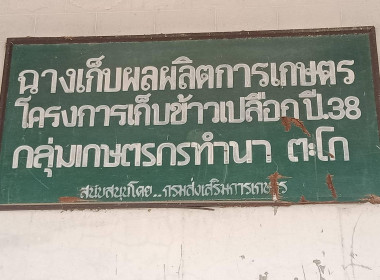 ฉางเก็บผลผลิตการเกษตร
โครงการเก็บข้าวเปลือก ปี.38
กลุ่มเกษตรกรทำนา ตะโก
สนับสนุนโดย..กรมส่งเสริมการเกษตร